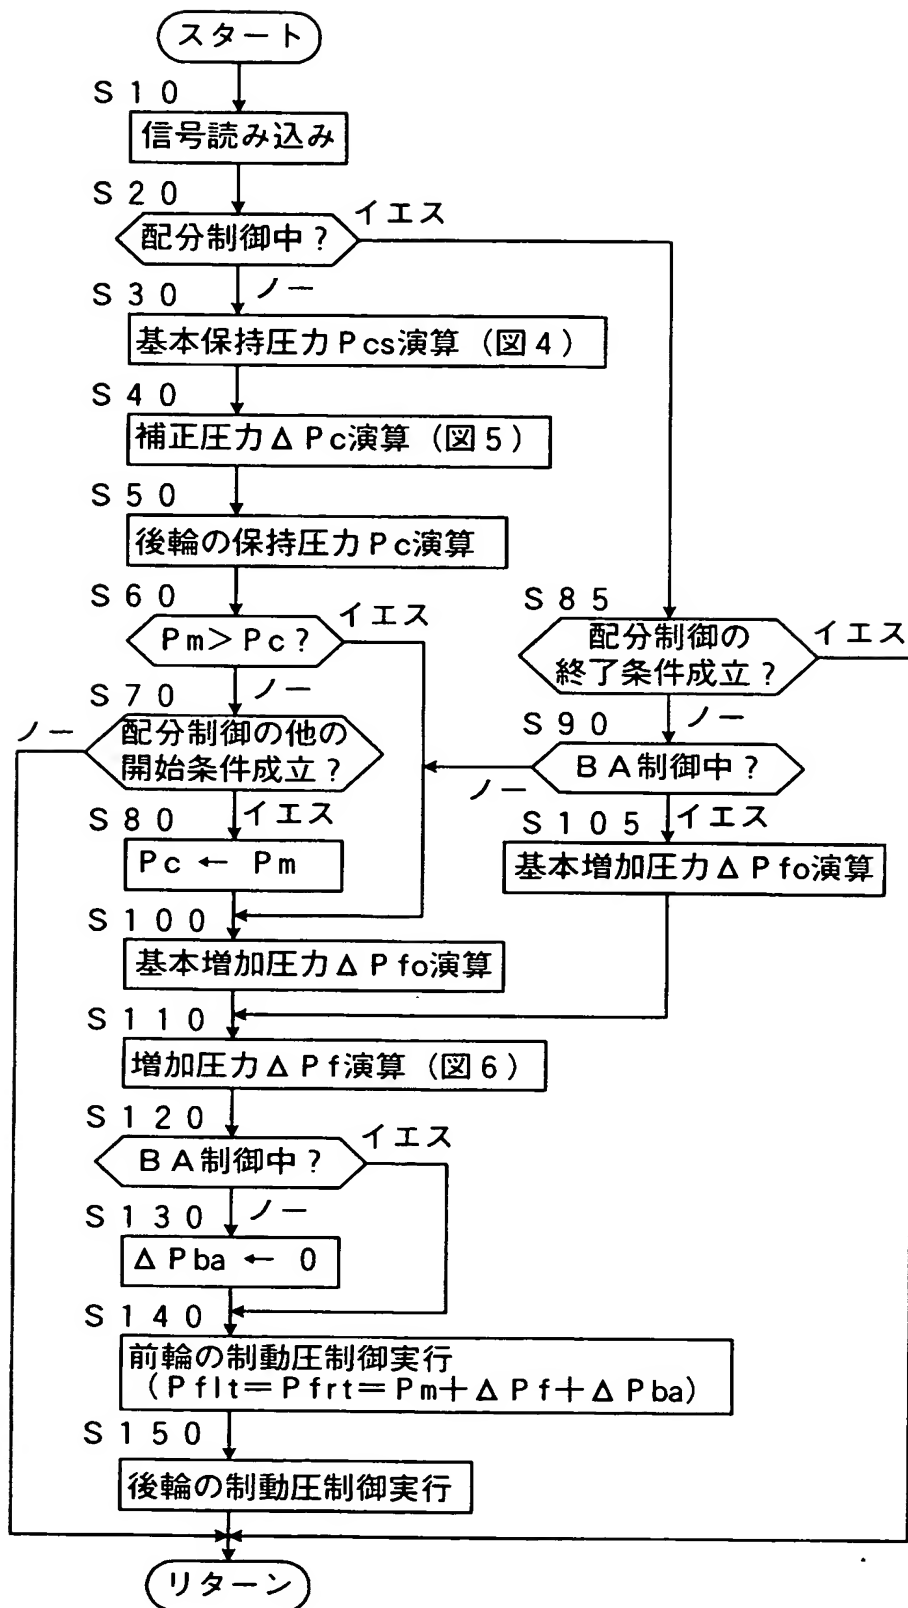 スタート
S10
信号読み込み
S20
配分制御中?
イエス
ノー
S30
基本保持圧力Pcs演算(図4)
S40
補正圧力ΔPc演算(図5)
S50
後輪の保持圧力Pc演算
S60
Pm>Pc?
イエス
ノー
S85
配分制御の
終了条件成立?
イエス
ノー
S70
配分制御の他の
開始条件成立?
ノー
イエス
S90
BA制御中?
ノー
イエス
S80
Pc ← Pm
S105
基本増加圧力ΔPfo演算
S100
基本増加圧力ΔPfo演算
S110
増加圧力ΔPf演算(図6)
S120
BA制御中?
イエス
ノー
S130
ΔPba ← 0
S140
前輪の制動圧制御実行
(Pflt=Pfrt=Pm+ΔPf+ΔPba)
S150
後輪の制動圧制御実行
リターン